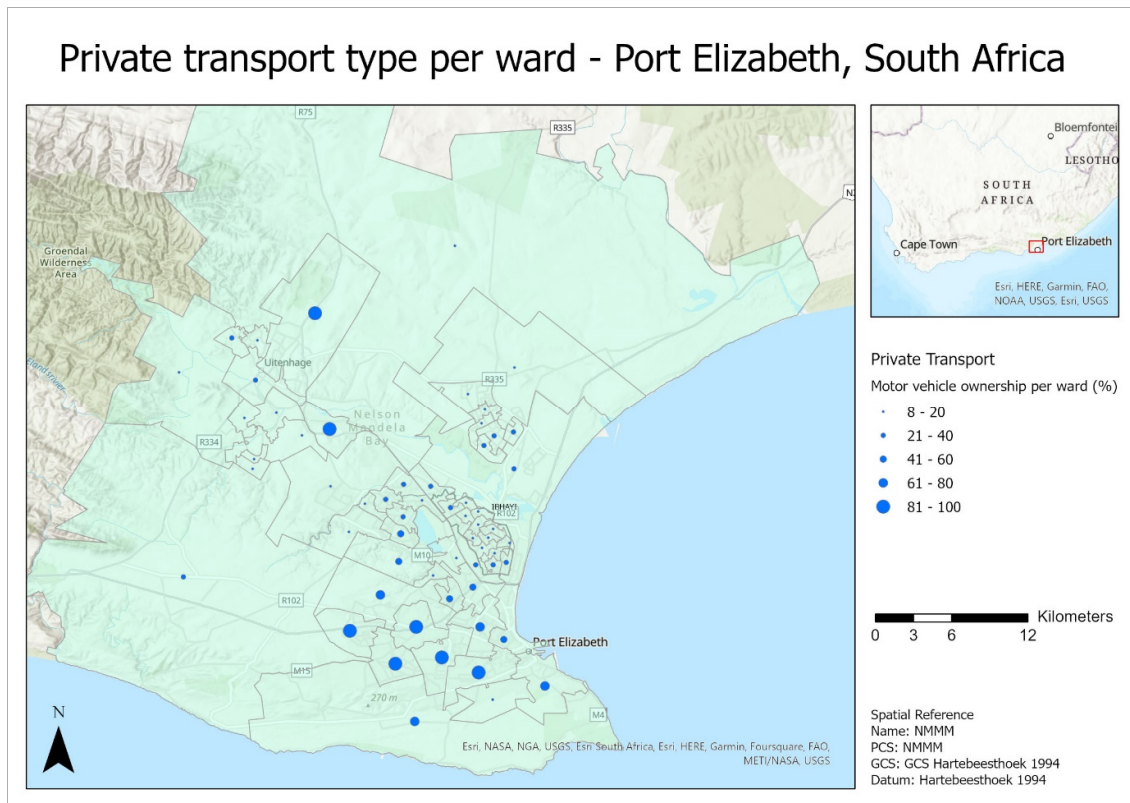 Private transport type per ward - Port Elizabeth, South Africa
R75
R335
N2
Groendal
Wilderness
Area
Uitenhage
R335
Nelson
Mandela
Bay
R334
IBHAYI
R102
M10
R102
Port Elizabeth
M15
270 m
M4
N
Esri, NASA, NGA, USGS, Esri South Africa, Esri, HERE, Garmin, Foursquare, FAO,
METI/NASA, USGS
Bloemfontei
LESOTHO
SOUTH
AFRICA
Cape Town
Port Elizabeth
Esri, HERE, Garmin, FAO,
NOAA, USGS, Esri, USGS
Private Transport
Motor vehicle ownership per ward (%)
8 - 20
21 - 40
41 - 60
61 - 80
81 - 100
Kilometers
0 3 6 12
Spatial Reference
Name: NMMM
PCS: NMMM
GCS: GCS Hartebeesthoek 1994
Datum: Hartebeesthoek 1994